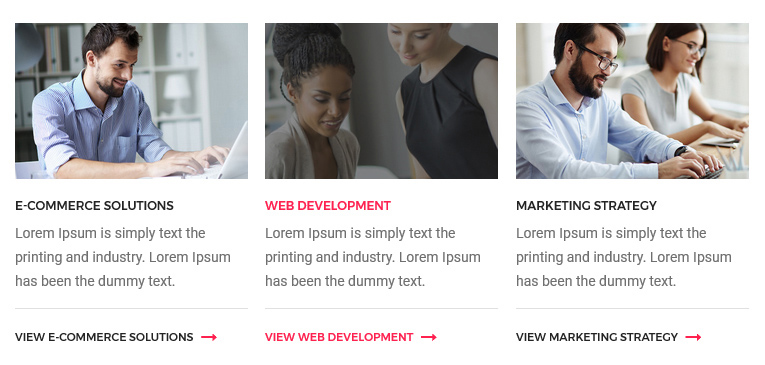 E-COMMERCE SOLUTIONS
Lorem Ipsum is simply text the
printing and industry. Lorem Ipsum
has been the dummy text.
VIEW E-COMMERCE SOLUTIONS
WEB DEVELOPMENT
Lorem Ipsum is simply text the
printing and industry. Lorem Ipsum
has been the dummy text.
VIEW WEB DEVELOPMENT
MARKETING STRATEGY
Lorem Ipsum is simply text the
printing and industry. Lorem Ipsum
has been the dummy text.
VIEW MARKETING STRATEGY